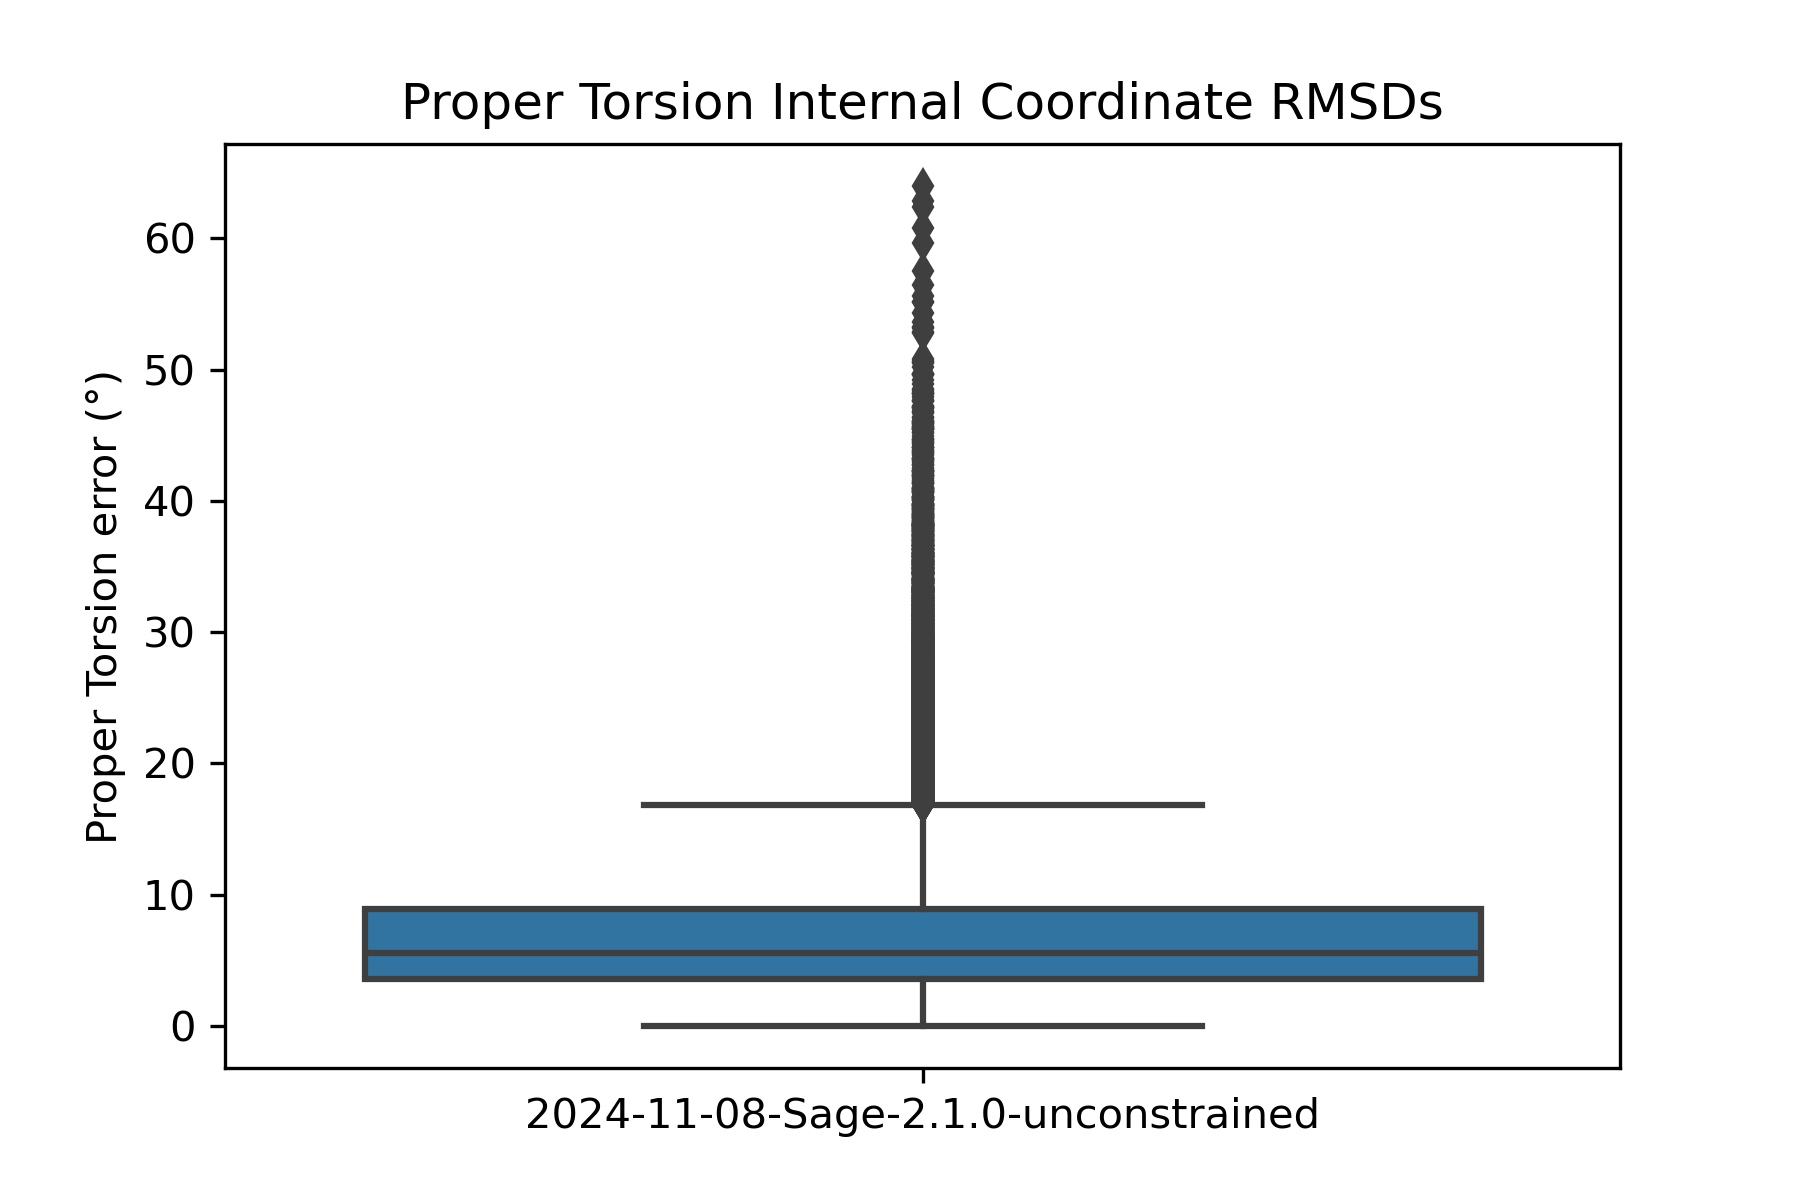 Proper Torsion Internal Coordinate RMSDs
Proper Torsion error (°)
60
50
40
30
20
10
0
2024-11-08-Sage-2.1.0-unconstrained